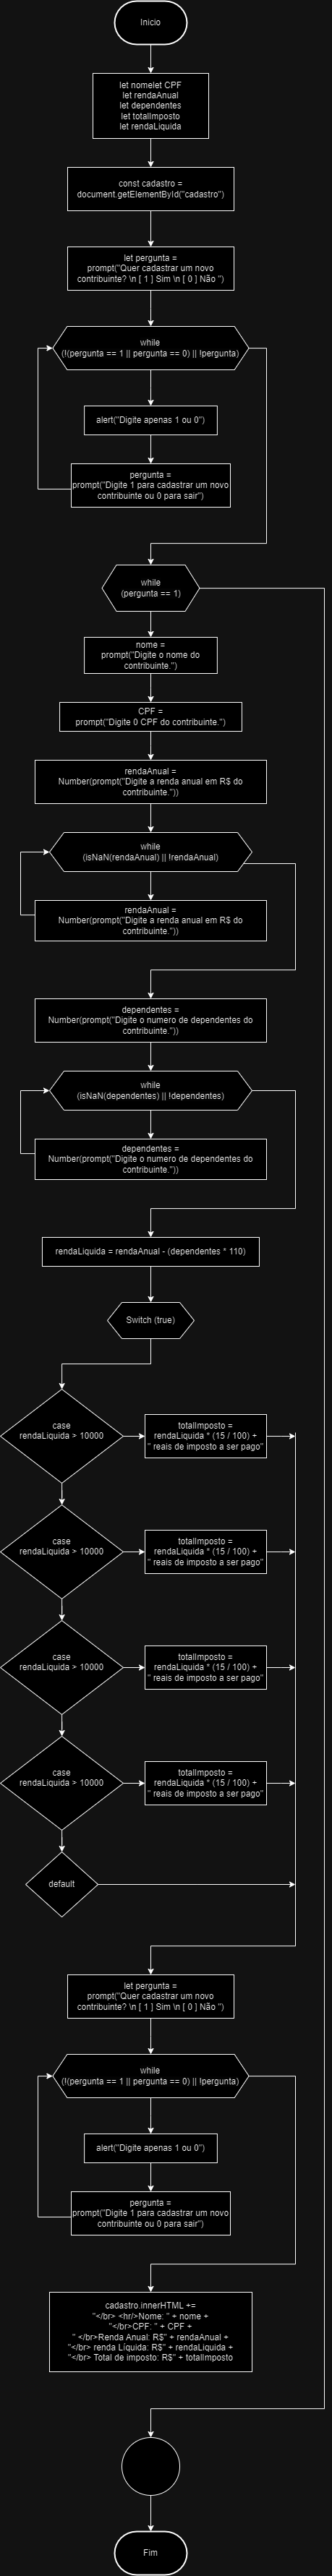 Inicio
let nomelet CPF
let rendaAnual
let dependentes
let totalImposto
let rendaLiquida
const cadastro =
document.getElementById("cadastro")
let pergunta =
prompt("Quer cadastrar um novo
contribuinte? \n [ 1 ] Sim \n [ 0 ] Não ")
while
(!(pergunta == 1 || pergunta == 0) || !pergunta)
alert("Digite apenas 1 ou 0")
pergunta =
prompt("Digite 1 para cadastrar um novo
contribuinte ou 0 para sair")
while
(pergunta == 1)
nome =
prompt("Digite o nome do
contribuinte.")
CPF =
prompt("Digite 0 CPF do contribuinte.")
rendaAnual =
Number(prompt("Digite a renda anual em R$ do
contribuinte."))
while
(isNaN(rendaAnual) || !rendaAnual)
rendaAnual =
Number(prompt("Digite a renda anual em R$ do
contribuinte."))
dependentes =
Number(prompt("Digite o numero de dependentes do
contribuinte."))
while
(isNaN(dependentes) || !dependentes)
dependentes =
Number(prompt("Digite o numero de dependentes do
contribuinte."))
rendaLiquida = rendaAnual - (dependentes * 110)
Switch (true)
case
rendaLiquida > 10000
totalImposto =
rendaLiquida * (15 / 100) +
" reais de imposto a ser pago"
case
rendaLiquida > 10000
totalImposto =
rendaLiquida * (15 / 100) +
" reais de imposto a ser pago"
case
rendaLiquida > 10000
totalImposto =
rendaLiquida * (15 / 100) +
" reais de imposto a ser pago"
case
rendaLiquida > 10000
totalImposto =
rendaLiquida * (15 / 100) +
" reais de imposto a ser pago"
default
let pergunta =
prompt("Quer cadastrar um novo
contribuinte? \n [ 1 ] Sim \n [ 0 ] Não ")
while
(!(pergunta == 1 || pergunta == 0) || !pergunta)
alert("Digite apenas 1 ou 0")
pergunta =
prompt("Digite 1 para cadastrar um novo
contribuinte ou 0 para sair")
cadastro.innerHTML +=
"</br> <hr/>Nome: " + nome +
"</br>CPF: " + CPF +
" </br>Renda Anual: R$" + rendaAnual +
"</br> renda Líquida: R$" + rendaLiquida +
"</br> Total de imposto: R$" + totalImposto
Fim